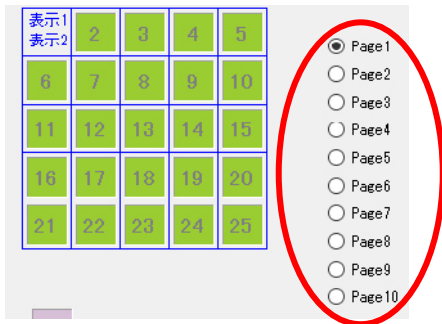 表示1
表示2
2 3 4 5
6 7 8 9 10
11 12 13 14 15
16 17 18 19 20
21 22 23 24 25
Page1
Page2
Page3
Page4
Page5
Page6
Page7
Page8
Page9
Page10